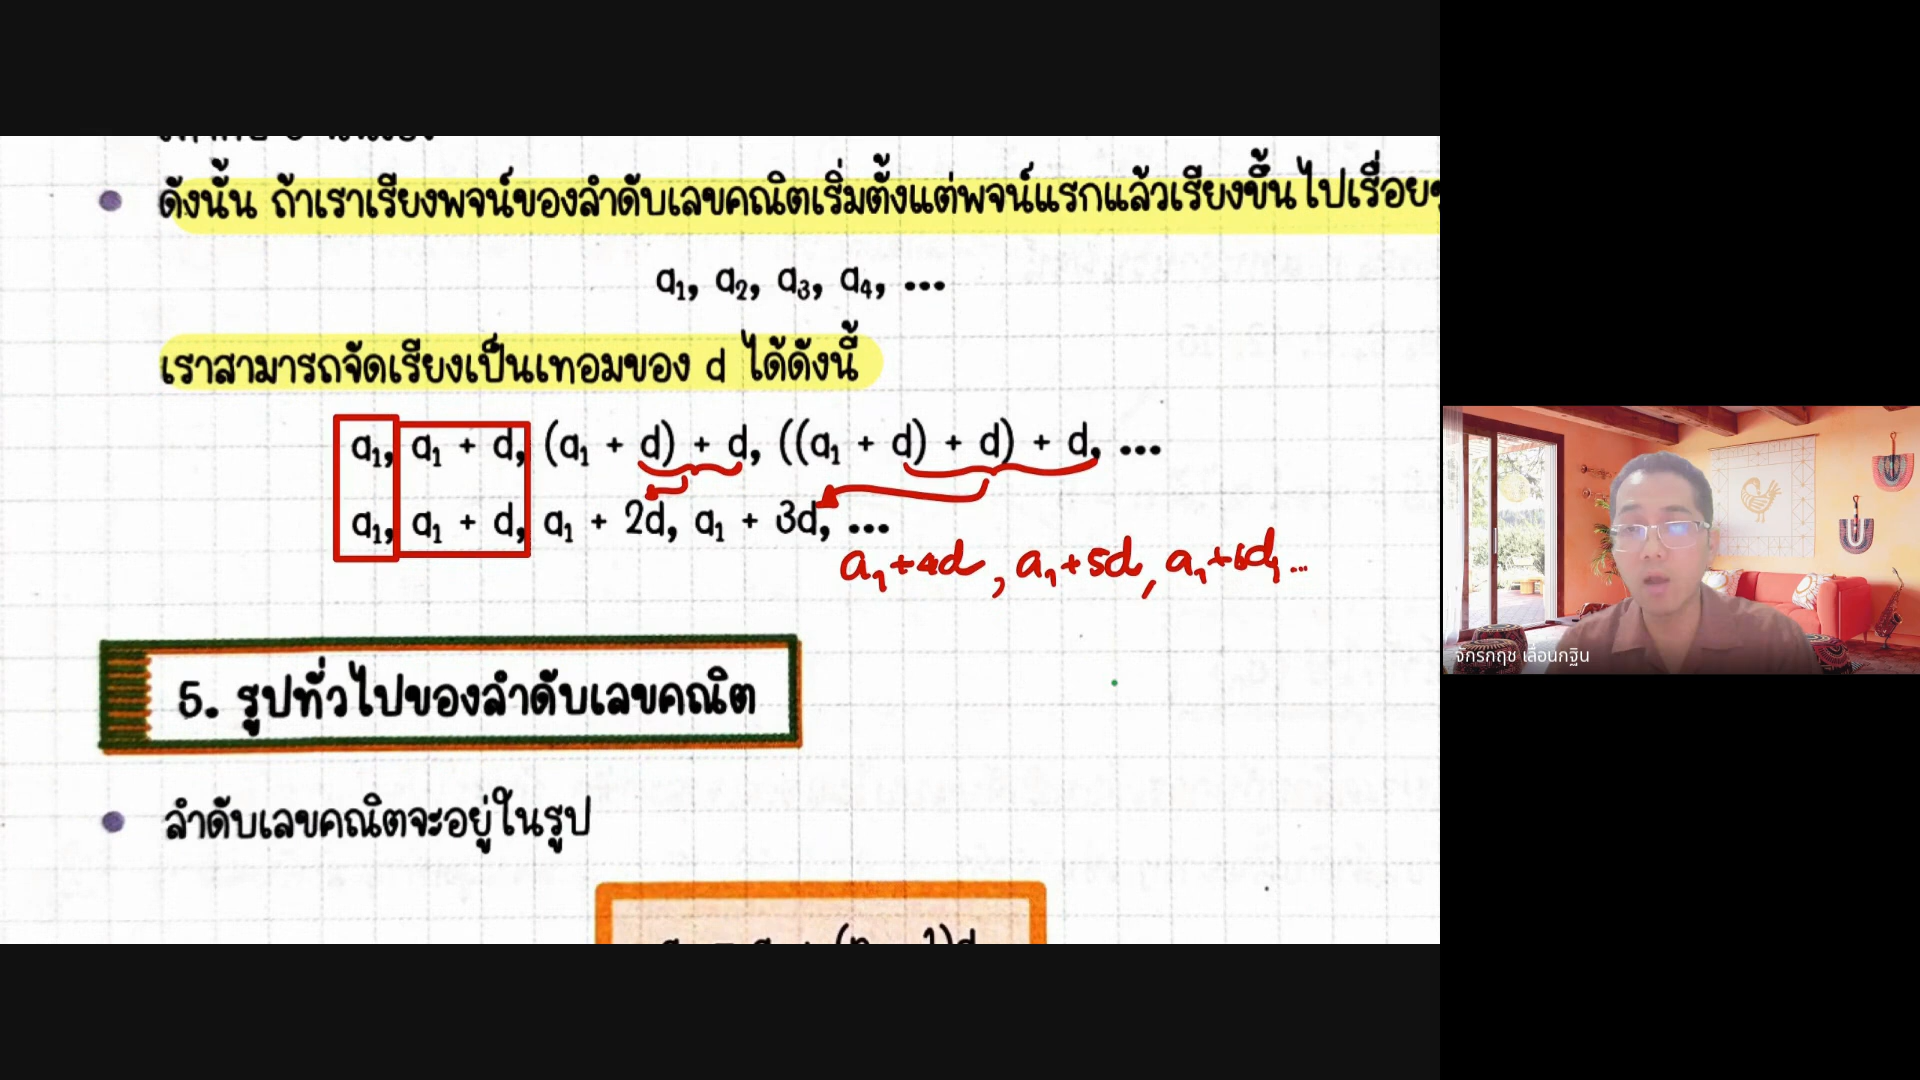 ดังนั้น ถ้าเราเรียงพจน์ของลำดับเลขคณิตเริ่มตั้งแต่พจน์แรกแล้วเรียงขึ้นไปเรื่อยๆ
a₁, a₂, a₃, a₄, ...
เราสามารถจัดเรียงเป็นเทอมของ d ได้ดังนี้
a₁, a₁ + d, (a₁ + d) + d, ((a₁ + d) + d) + d, ...
a₁, a₁ + d, a₁ + 2d, a₁ + 3d, ...
a₁+4d, a₁+5d, a₁+6d, ...
5. รูปทั่วไปของลำดับเลขคณิต
ลำดับเลขคณิตจะอยู่ในรูป
จักรกฤช เลื่อนกฐิน